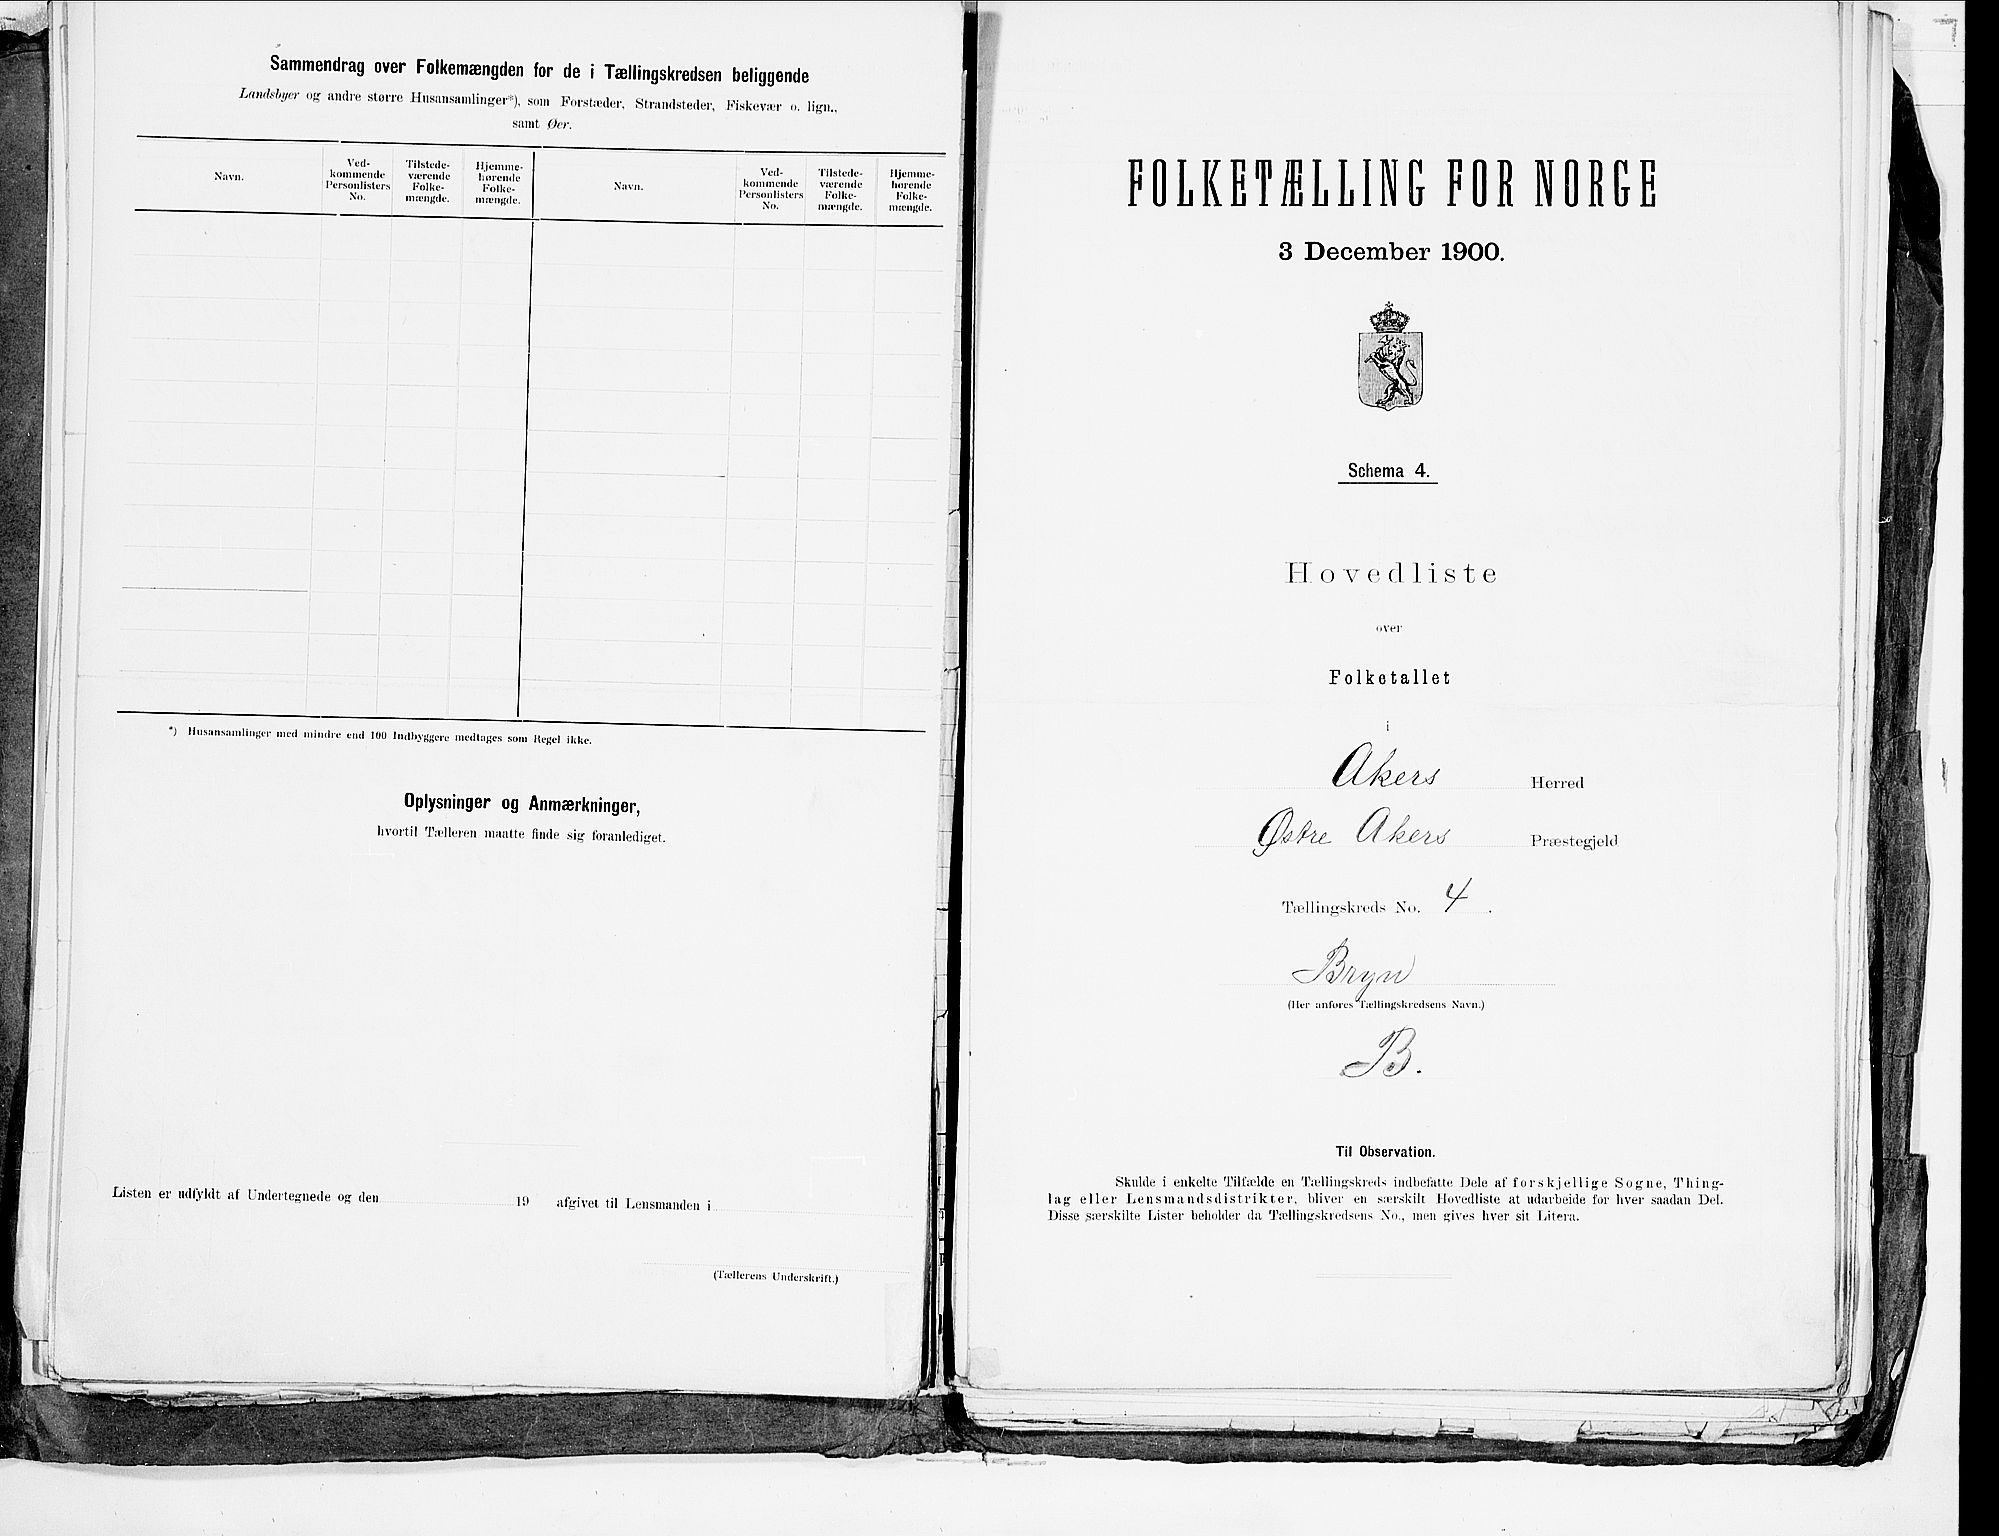 Sammendrag over Folkemængden for de i Tællingskredsen beliggende
Landsbyer og andre større Husansamlinger*), som Forstæder, Strandsteder, Fiskevær o. lign.,
samt Øer.
Navn.
Ved-
kommende
Personlisters
No.
Tilstede-
værende
Folke-
mængde.
Hjemme-
hørende
Folke-
mængde.
Navn.
Ved-
kommende
Personlisters
No.
Tilstede-
værende
Folke-
mængde.
Hjemme-
hørende
Folke-
mængde.
*) Husansamlinger med mindre end 100 Indbyggere medtages som Regel ikke.
Oplysninger og Anmærkninger,
hvortil Tælleren maatte finde sig foranlediget.
Listen er udfyldt af Undertegnede og den 19 afgivet til Lensmanden i
(Tællerens Underskrift.)
FOLKETÆLLING FOR NORGE
3 December 1900.
Schema 4.
Hovedliste
over
Folketallet
i
Akers Herred
Østre Akers Præstegjeld
Tællingskreds No. 4.
Bryn
(Her anføres Tællingskredsens Navn.)
B.
Til Observation.
Skulde i enkelte Tilfælde en Tællingskreds indbefatte Dele af forskjellige Sogne, Thing-
lag eller Lensmandsdistrikter, bliver en særskilt Hovedliste at udarbeide for hver saadan Del.
Disse særskilte Lister beholder da Tællingskredsens No., men gives hver sit Litera.